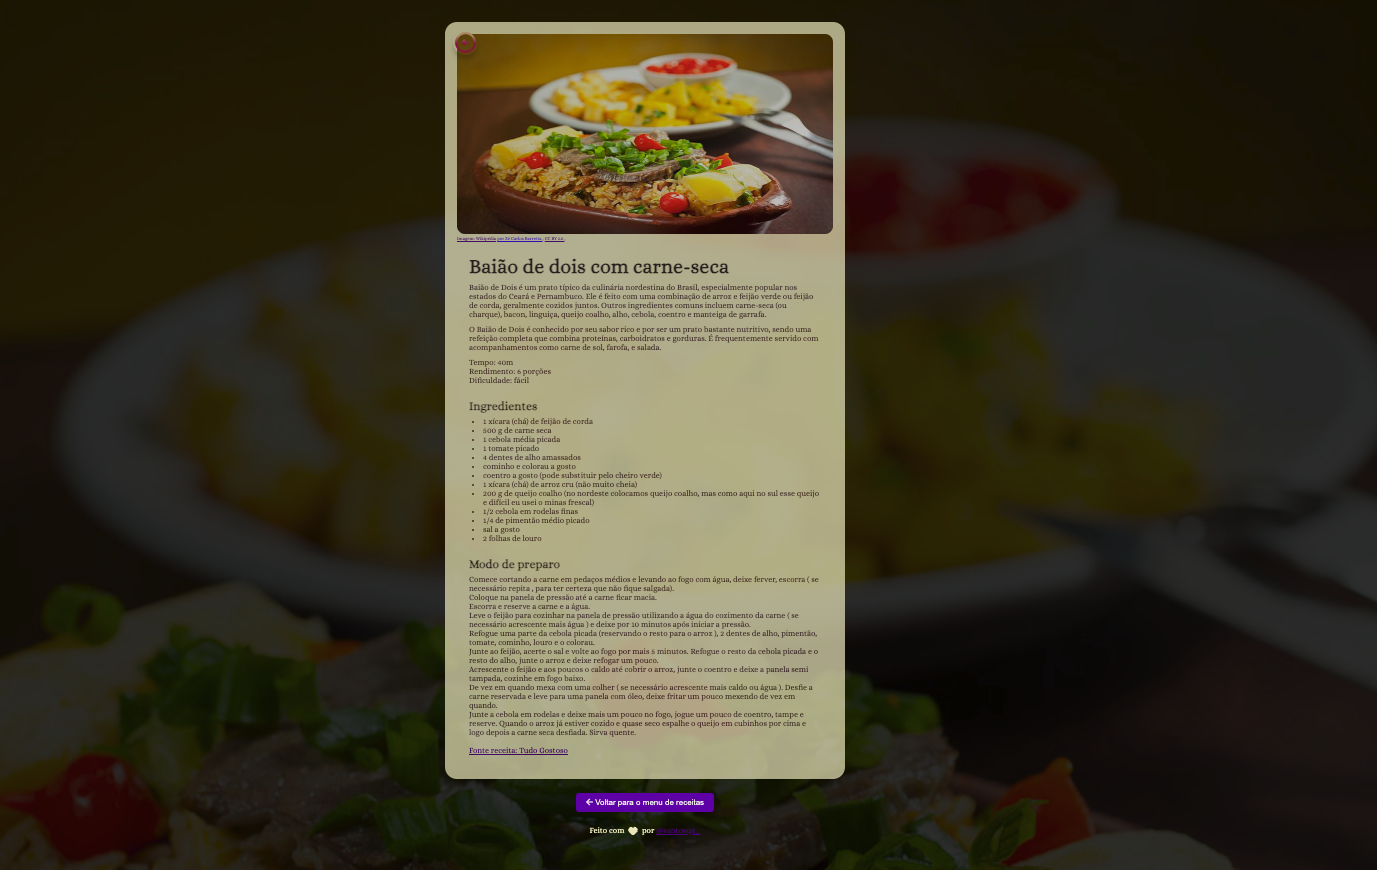 Imagem: Wikipédia por Zé Carlos Barretta, CC BY 2.0.
Baião de dois com carne-seca
Baião de Dois é um prato típico da culinária nordestina do Brasil, especialmente popular nos
estados do Ceará e Pernambuco. Ele é feito com uma combinação de arroz e feijão verde ou feijão
de corda, geralmente cozidos juntos. Outros ingredientes comuns incluem carne-seca (ou
charque), bacon, linguiça, queijo coalho, alho, cebola, coentro e manteiga de garrafa.
O Baião de Dois é conhecido por seu sabor rico e por ser um prato bastante nutritivo, sendo uma
refeição completa que combina proteínas, carboidratos e gorduras. É frequentemente servido com
acompanhamentos como carne de sol, farofa, e salada.
Tempo: 40m
Rendimento: 6 porções
Dificuldade: fácil
Ingredientes
• 1 xícara (chá) de feijão de corda
• 500 g de carne seca
• 1 cebola média picada
• 1 tomate picado
• 4 dentes de alho amassados
• cominho e colorau a gosto
• coentro a gosto (pode substituir pelo cheiro verde)
• 1 xícara (chá) de arroz cru (não muito cheia)
• 200 g de queijo coalho (no nordeste colocamos queijo coalho, mas como aqui no sul esse queijo
e difícil eu usei o minas frescal)
• 1/2 cebola em rodelas finas
• 1/4 de pimentão médio picado
• sal a gosto
• 2 folhas de louro
Modo de preparo
Comece cortando a carne em pedaços médios e levando ao fogo com água, deixe ferver, escorra ( se
necessário repita , para ter certeza que não fique salgada).
Coloque na panela de pressão até a carne ficar macia.
Escorra e reserve a carne e a água.
Leve o feijão para cozinhar na panela de pressão utilizando a água do cozimento da carne ( se
necessário acrescente mais água ) e deixe por 10 minutos após iniciar a pressão.
Refogue uma parte da cebola picada (reservando o resto para o arroz ), 2 dentes de alho, pimentão,
tomate, cominho, louro e o colorau.
Junte ao feijão, acerte o sal e volte ao fogo por mais 5 minutos. Refogue o resto da cebola picada e o
resto do alho, junte o arroz e deixe refogar um pouco.
Acrescente o feijão e aos poucos o caldo até cobrir o arroz, junte o coentro e deixe a panela semi
tampada, cozinhe em fogo baixo.
De vez em quando mexa com uma colher ( se necessário acrescente mais caldo ou água ). Desfie a
carne reservada e leve para uma panela com óleo, deixe fritar um pouco mexendo de vez em
quando.
Junte a cebola em rodelas e deixe mais um pouco no fogo, jogue um pouco de coentro, tampe e
reserve. Quando o arroz já estiver cozido e quase seco espalhe o queijo em cubinhos por cima e
logo depois a carne seca desfiada. Sirva quente.
Fonte receita: Tudo Gostoso
← Voltar para o menu de receitas
Feito com por